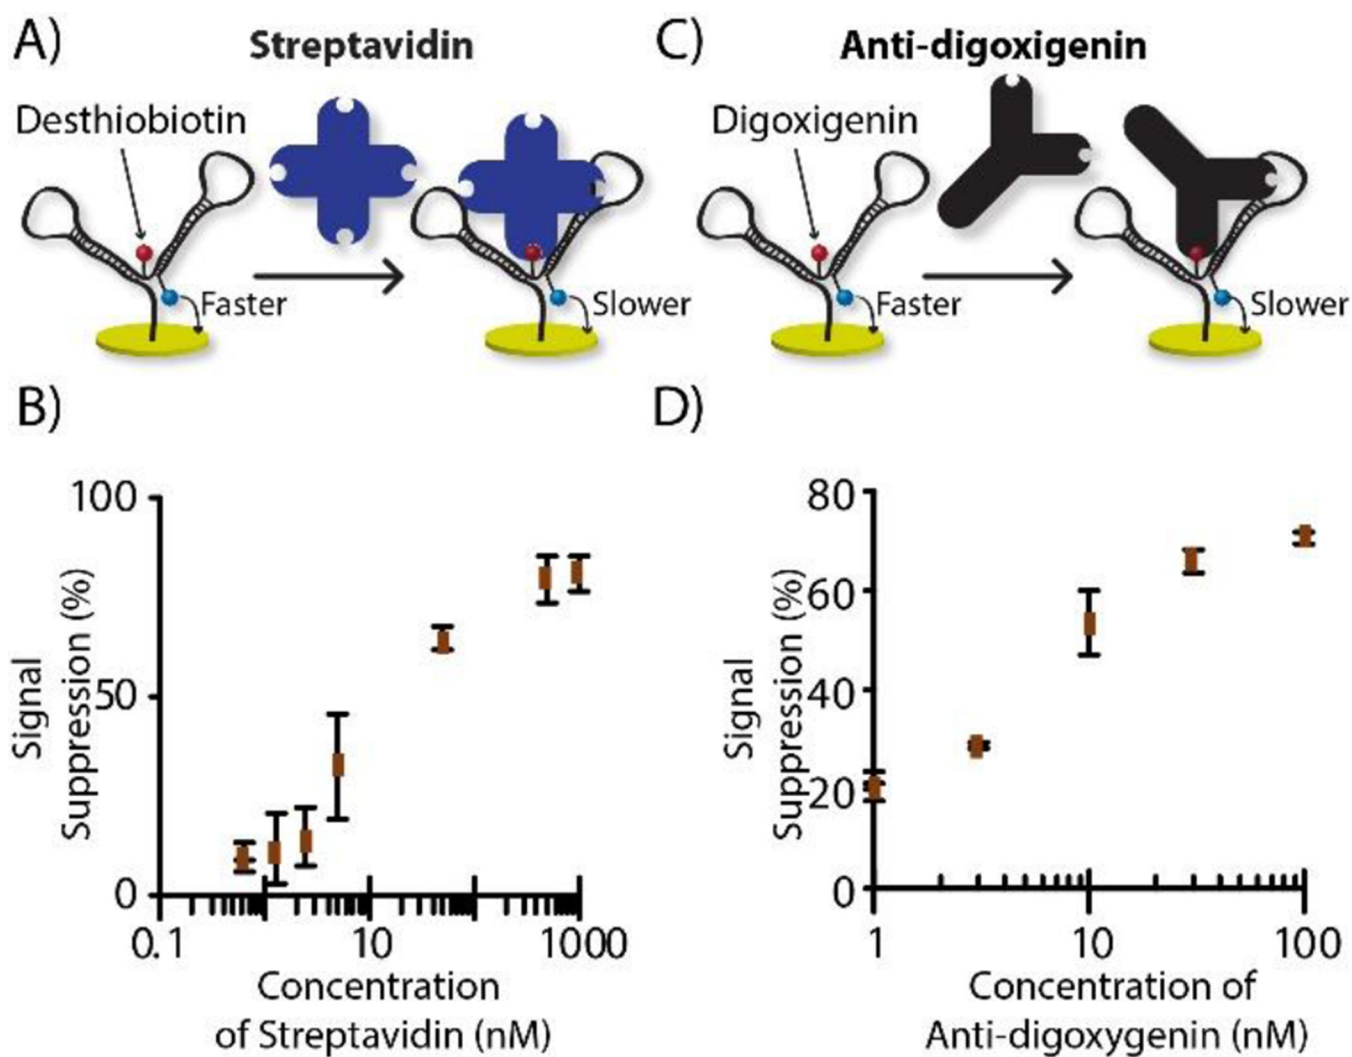 A) Streptavidin
Desthiobiotin
Faster
Slower
C) Anti-digoxigenin
Digoxigenin
Faster
Slower
B)
Signal
Suppression (%)
100
50
0
0.1 10 1000
Concentration
of Streptavidin (nM)
D)
Signal
Suppression (%)
80
60
40
20
0
1 10 100
Concentration of
Anti-digoxygenin (nM)